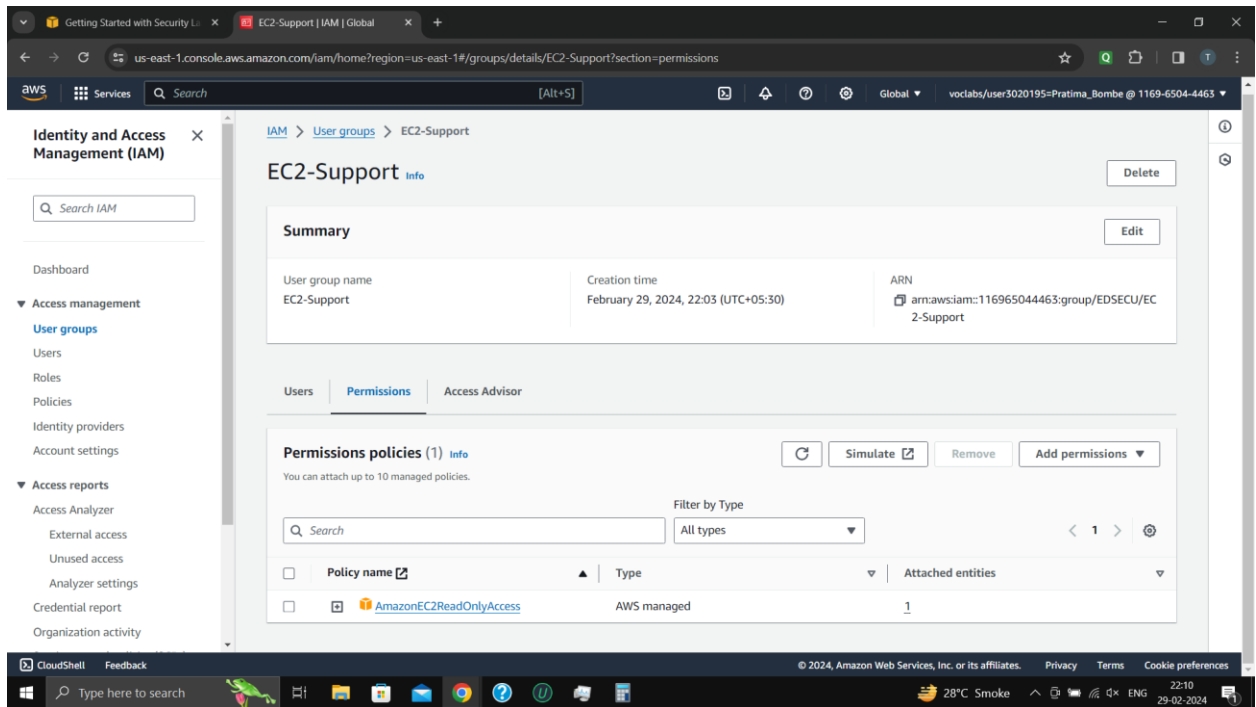 Getting Started with Security La
EC2-Support | IAM | Global
us-east-1.console.aws.amazon.com/iam/home?region=us-east-1#/groups/details/EC2-Support?section=permissions
Q
T
aws
Services
Search
[Alt+S]
Global
voclabs/user3020195=Pratima_Bombe @ 1169-6504-4463
Identity and Access
Management (IAM)
Search IAM
Dashboard
Access management
User groups
Users
Roles
Policies
Identity providers
Account settings
Access reports
Access Analyzer
External access
Unused access
Analyzer settings
Credential report
Organization activity
IAM > User groups > EC2-Support
EC2-Support Info
Delete
Summary
Edit
User group name
EC2-Support
Creation time
February 29, 2024, 22:03 (UTC+05:30)
ARN
arn:aws:iam::116965044463:group/EDSECU/EC
2-Support
Users
Permissions
Access Advisor
Permissions policies (1) Info
You can attach up to 10 managed policies.
Simulate
Remove
Add permissions
Filter by Type
Search
All types
1
Policy name
Type
Attached entities
AmazonEC2ReadOnlyAccess
AWS managed
1
CloudShell
Feedback
© 2024, Amazon Web Services, Inc. or its affiliates.
Privacy
Terms
Cookie preferences
Type here to search
28°C Smoke
ENG
22:10
29-02-2024
1